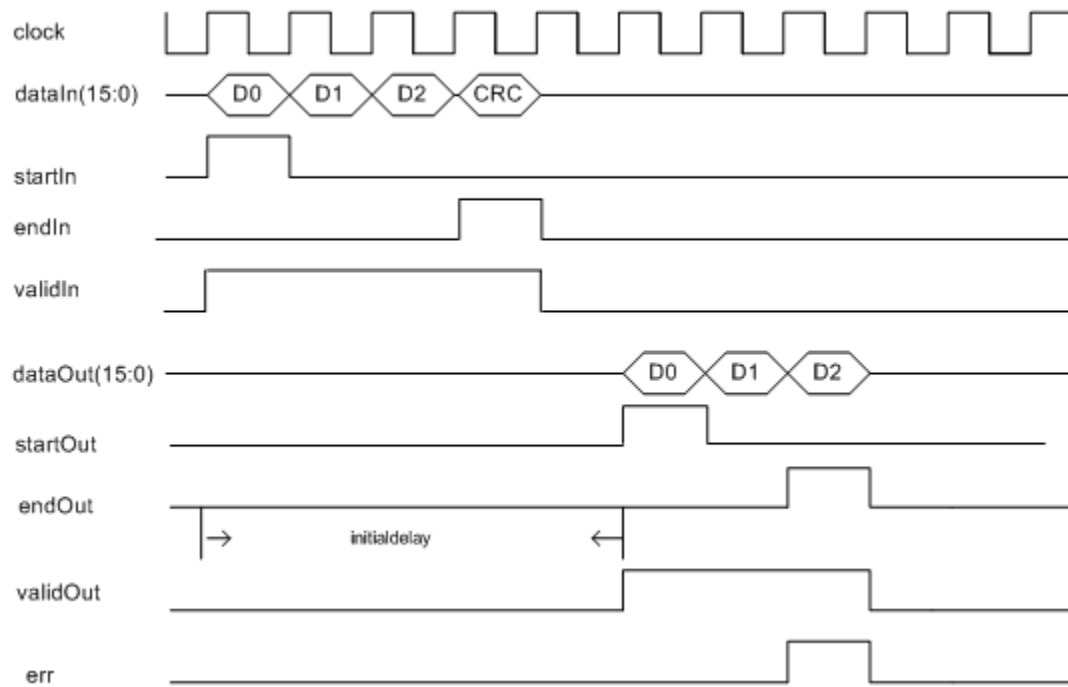 clock
dataIn(15:0) D0 D1 D2 CRC
startIn
endIn
validIn
dataOut(15:0) D0 D1 D2
startOut
endOut
initialdelay
validOut
err